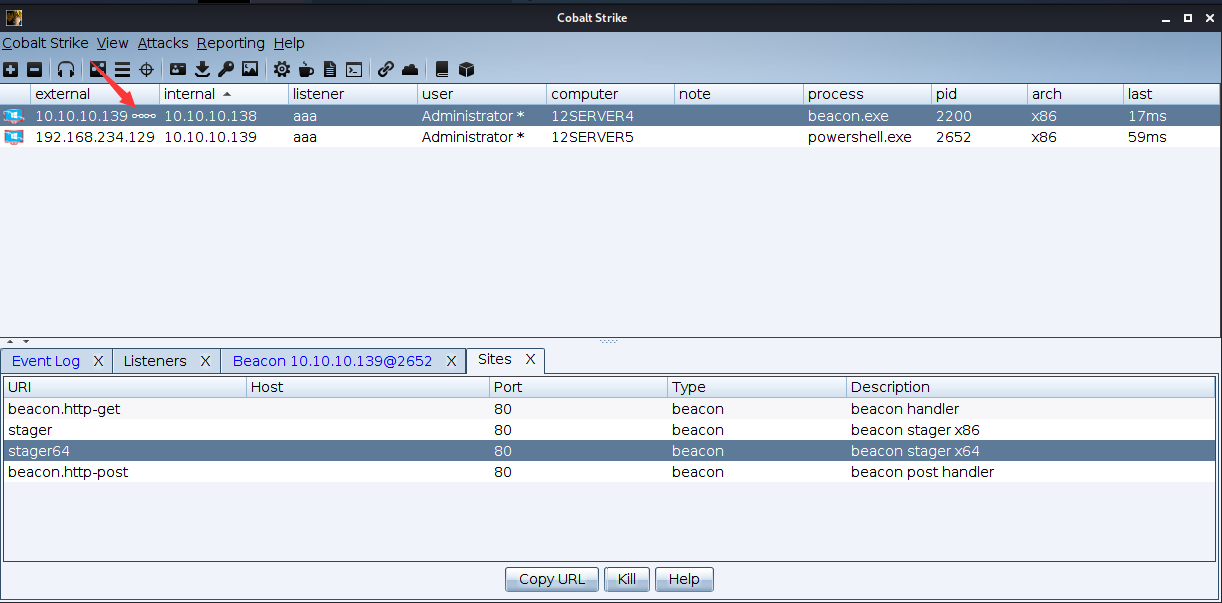 Cobalt Strike
Cobalt Strike View Attacks Reporting Help
external internal listener user computer note process pid arch last
10.10.10.139 10.10.10.138 aaa Administrator * 12SERVER4 beacon.exe 2200 x86 17ms
192.168.234.129 10.10.10.139 aaa Administrator * 12SERVER5 powershell.exe 2652 x86 59ms
Event Log X Listeners X Beacon 10.10.10.139@2652 X Sites X
URI Host Port Type Description
beacon.http-get 80 beacon beacon handler
stager 80 beacon beacon stager x86
stager64 80 beacon beacon stager x64
beacon.http-post 80 beacon beacon post handler
Copy URL Kill Help